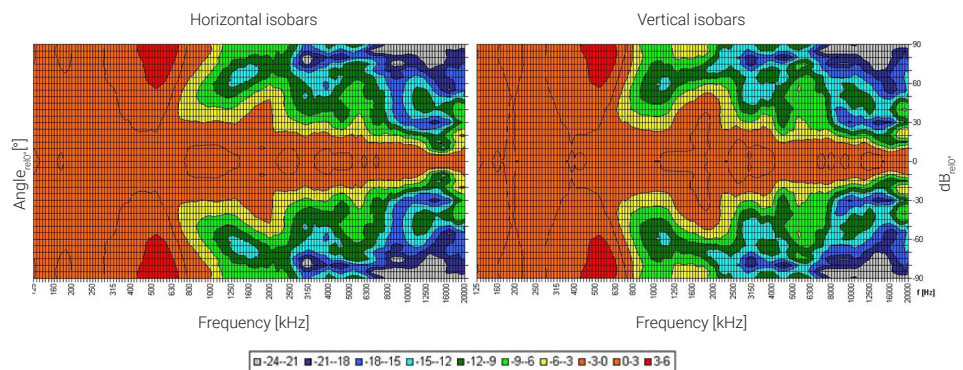 Horizontal isobars
Vertical isobars
Angle rel0° [°]
125 160 200 250 315 400 500 630 800 1000 1250 1600 2000 2500 3150 4000 5000 6300 8000 10000 12500 16000 20000
125 160 200 250 315 400 500 630 800 1000 1250 1600 2000 2500 3150 4000 5000 6300 8000 10000 12500 16000 20000
f [Hz]
90
60
30
0
-30
-60
-90
dB rel0°
Frequency [kHz]
Frequency [kHz]
-24--21 -21--18 -18--15 -15--12 -12--9 -9--6 -6--3 -3-0 0-3 3-6